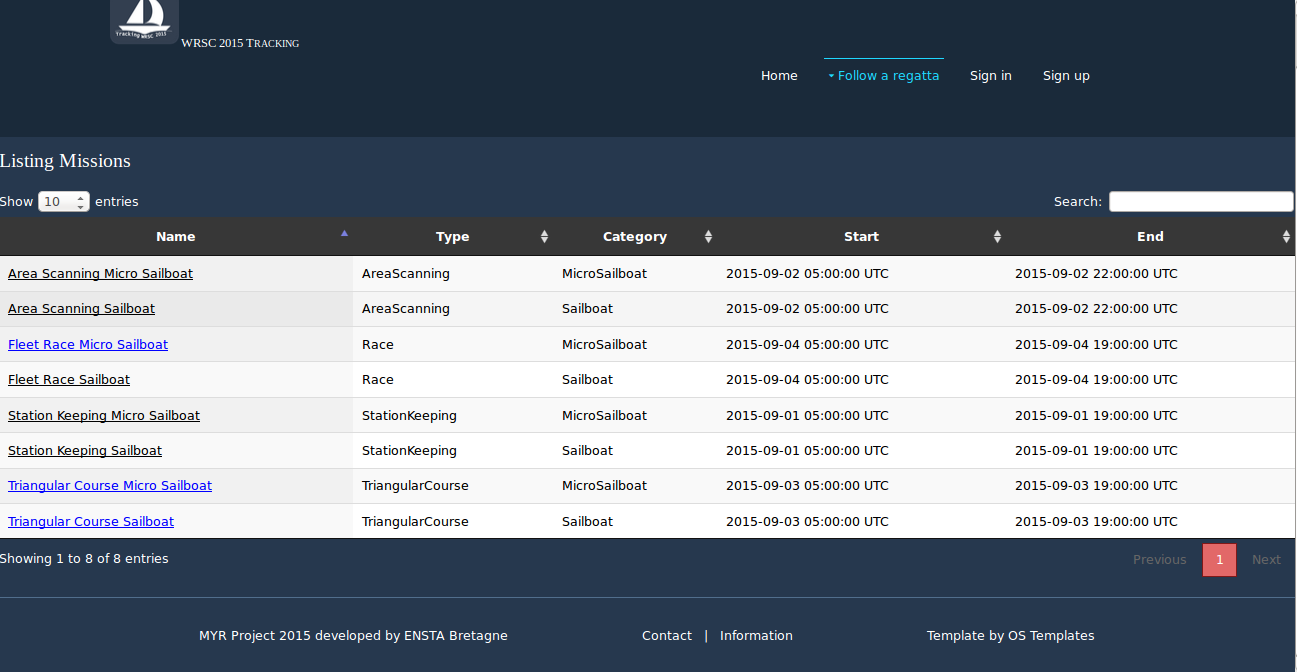 Tracking WRSC 2015
WRSC 2015 Tracking
Home Follow a regatta Sign in Sign up
Listing Missions
Show 10 entries Search:
Name Type Category Start End
Area Scanning Micro Sailboat AreaScanning MicroSailboat 2015-09-02 05:00:00 UTC 2015-09-02 22:00:00 UTC
Area Scanning Sailboat AreaScanning Sailboat 2015-09-02 05:00:00 UTC 2015-09-02 22:00:00 UTC
Fleet Race Micro Sailboat Race MicroSailboat 2015-09-04 05:00:00 UTC 2015-09-04 19:00:00 UTC
Fleet Race Sailboat Race Sailboat 2015-09-04 05:00:00 UTC 2015-09-04 19:00:00 UTC
Station Keeping Micro Sailboat StationKeeping MicroSailboat 2015-09-01 05:00:00 UTC 2015-09-01 19:00:00 UTC
Station Keeping Sailboat StationKeeping Sailboat 2015-09-01 05:00:00 UTC 2015-09-01 19:00:00 UTC
Triangular Course Micro Sailboat TriangularCourse MicroSailboat 2015-09-03 05:00:00 UTC 2015-09-03 19:00:00 UTC
Triangular Course Sailboat TriangularCourse Sailboat 2015-09-03 05:00:00 UTC 2015-09-03 19:00:00 UTC
Showing 1 to 8 of 8 entries Previous 1 Next
MYR Project 2015 developed by ENSTA Bretagne Contact | Information Template by OS Templates